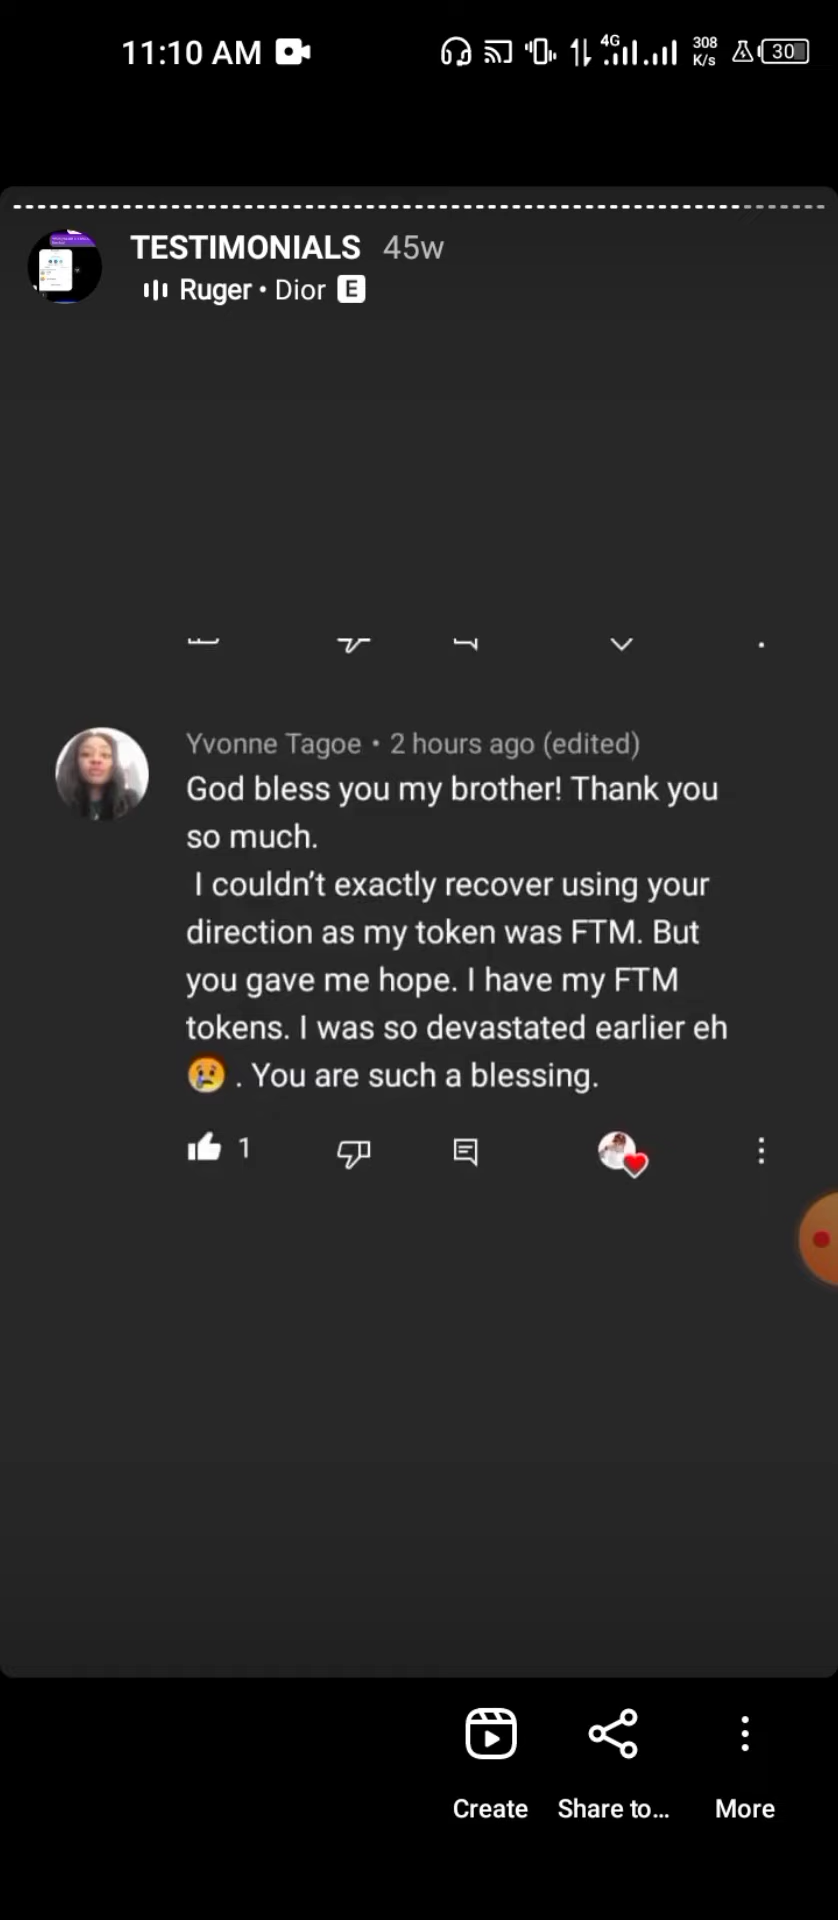 11:10 AM
4G
308
K/s
30
TESTIMONIALS 45w
Ruger • Dior E
Yvonne Tagoe • 2 hours ago (edited)
God bless you my brother! Thank you
so much.
I couldn't exactly recover using your
direction as my token was FTM. But
you gave me hope. I have my FTM
tokens. I was so devastated earlier eh
😢 . You are such a blessing.
1
Create Share to... More